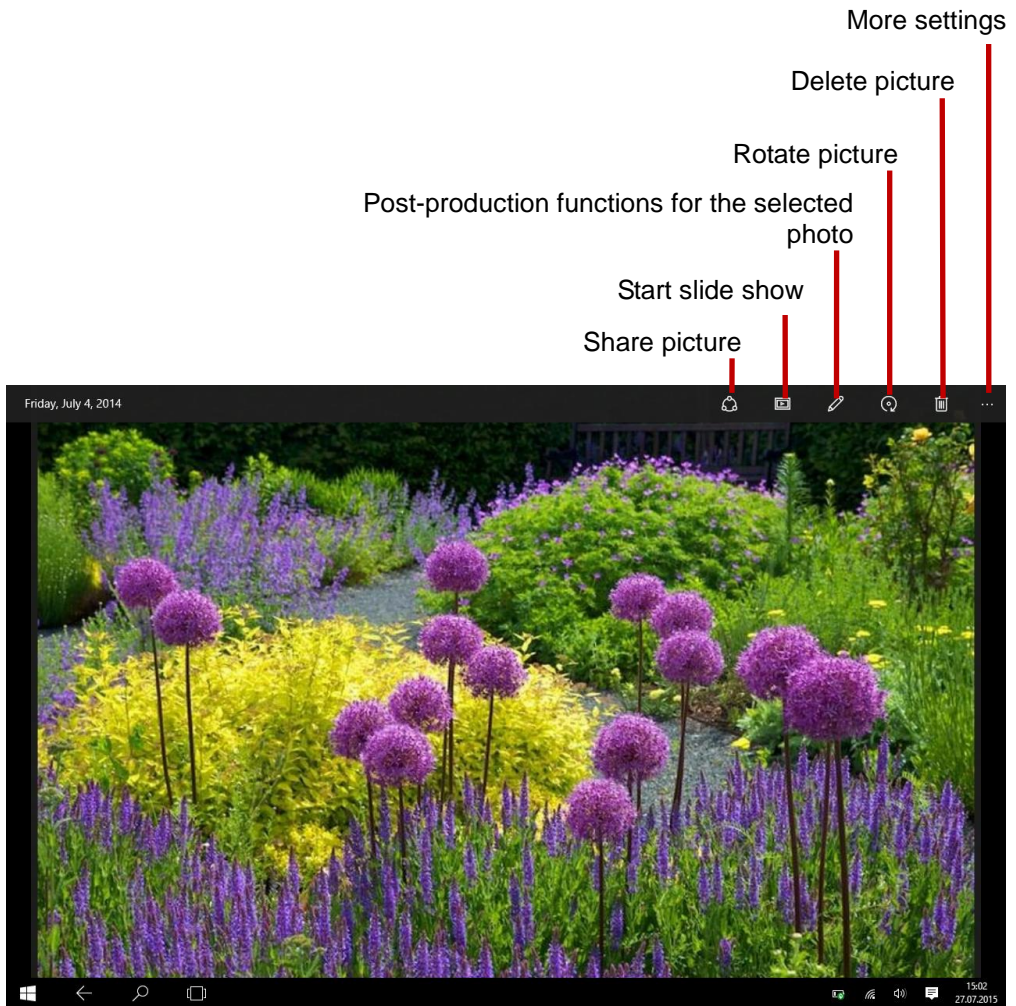 More settings
Delete picture
Rotate picture
Post-production functions for the selected
photo
Start slide show
Share picture
Friday, July 4, 2014
15:02
27.07.2015